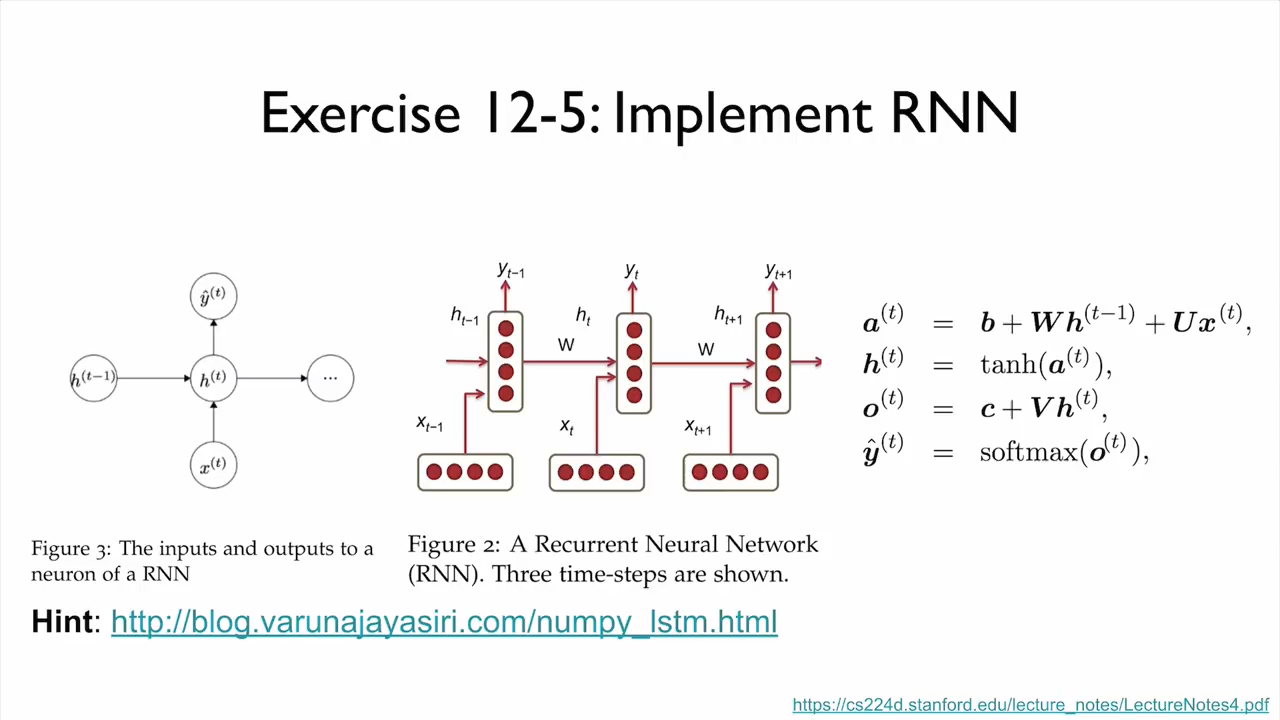 Exercise 12-5: Implement RNN
ŷ^(t)
h^(t-1)
h^(t)
...
x^(t)
y_t−1
y_t
y_t+1
h_t−1
h_t
h_t+1
W
W
x_t−1
x_t
x_t+1
a^(t) = b + Wh^(t−1) + Ux^(t),
h^(t) = tanh(a^(t)),
o^(t) = c + Vh^(t),
ŷ^(t) = softmax(o^(t)),
Figure 3: The inputs and outputs to a
neuron of a RNN
Figure 2: A Recurrent Neural Network
(RNN). Three time-steps are shown.
Hint: http://blog.varunajayasiri.com/numpy_lstm.html
https://cs224d.stanford.edu/lecture_notes/LectureNotes4.pdf